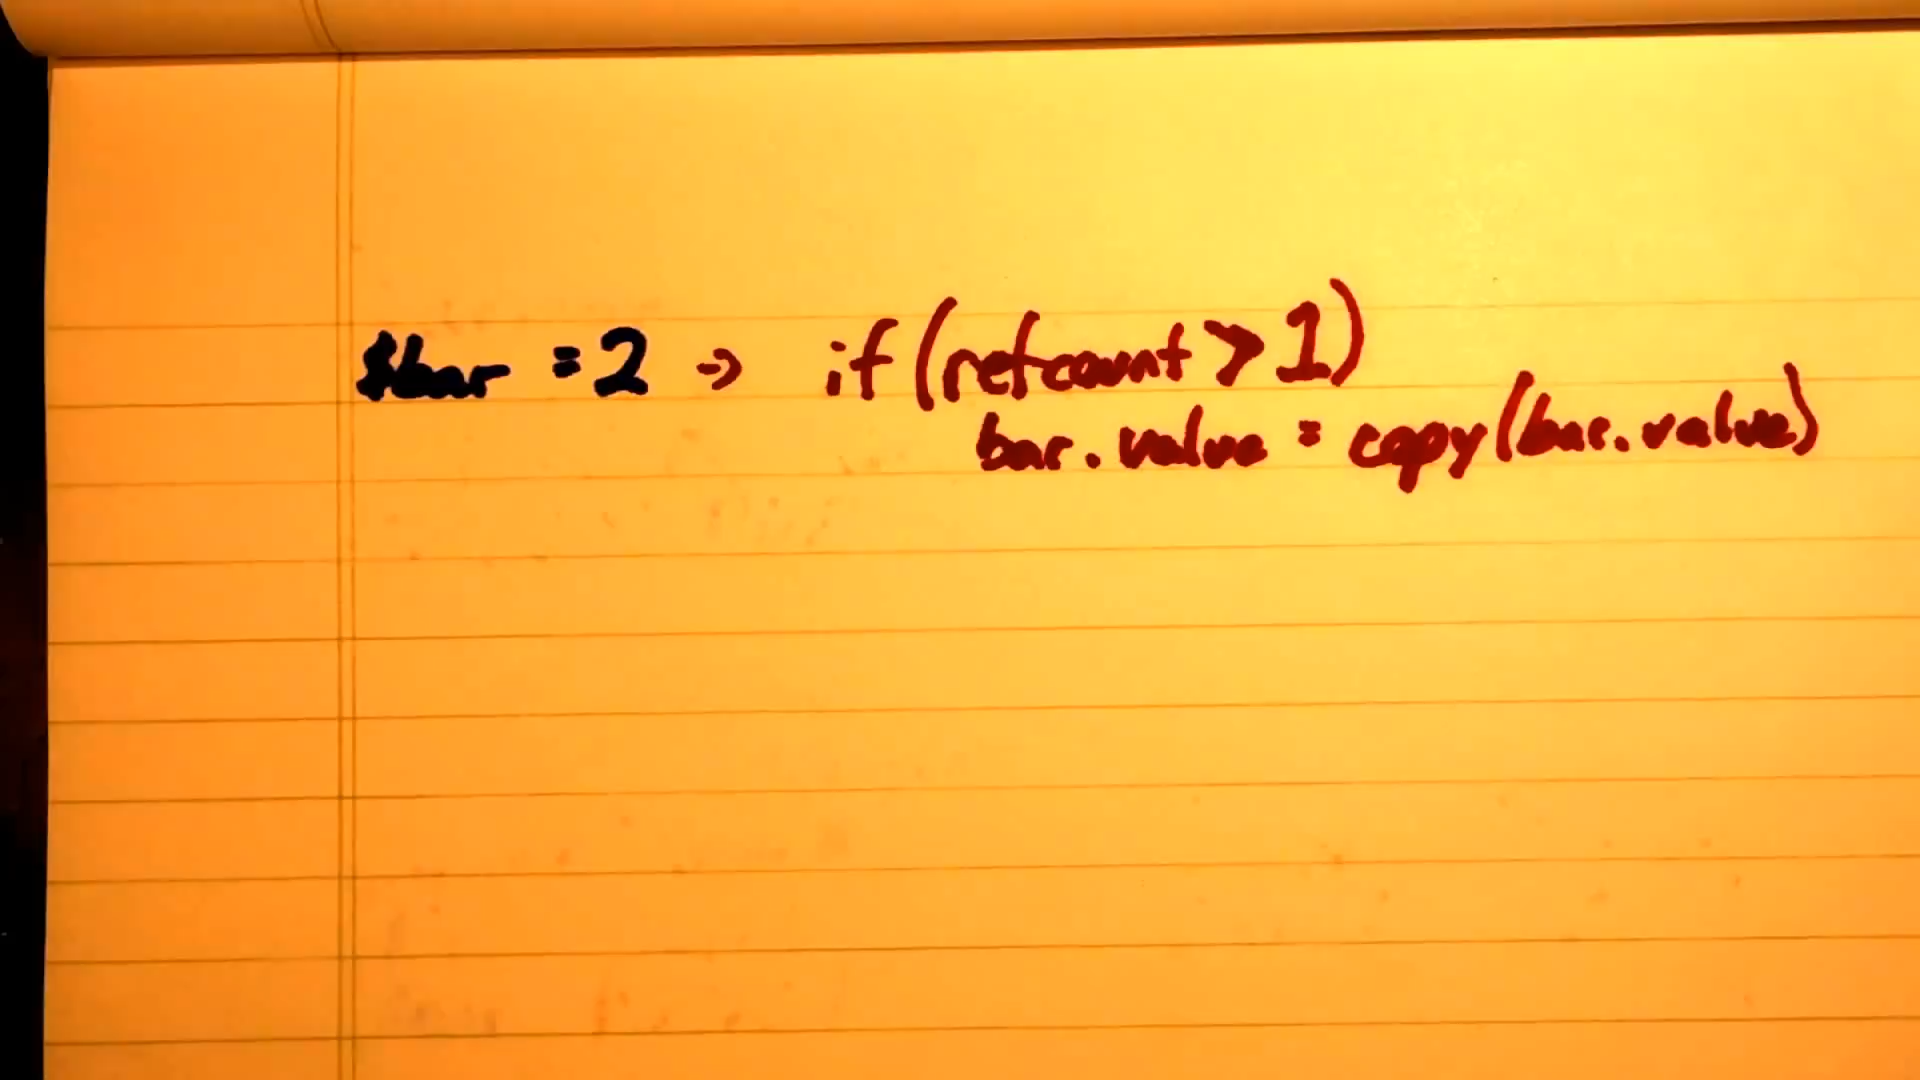 $bar = 2 → if (refcount > 1)
bar.value = copy(bar.value)